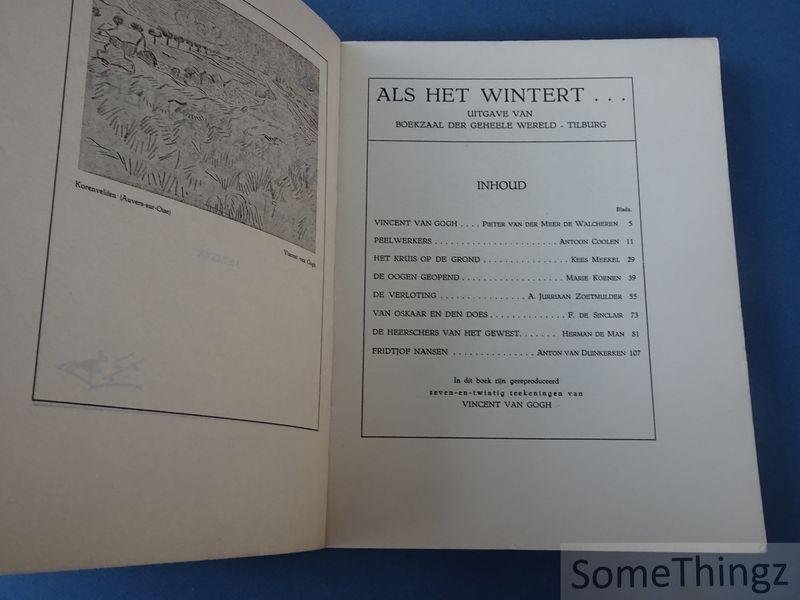 Korenvelden (Auvers-sur-Oise)
Vincent van Gogh
ALS HET WINTERT . . .
UITGAVE VAN
BOEKZAAL DER GEHEELE WERELD - TILBURG
INHOUD
Bladz.
VINCENT VAN GOGH . . . . PIETER VAN DER MEER DE WALCHEREN 5
PEELWERKERS . . . . . . . . . . . . . . . . . . . . . . ANTOON COOLEN 11
HET KRUIS OP DE GROND . . . . . . . . . . . . . . . KEES MEEKEL 29
DE OOGEN GEOPEND . . . . . . . . . . . . . . . . . . . MARIE KOENEN 39
DE VERLOTING . . . . . . . . . . . . . . . A. JURRIAAN ZOETMULDER 55
VAN OSKAAR EN DEN DOES . . . . . . . . . . . . . F. DE SINCLAIR 73
DE HEERSCHERS VAN HET GEWEST. . . . . . . HERMAN DE MAN 81
FRIDTJOF NANSEN . . . . . . . . . . . . . . . ANTON VAN DUINKERKEN 107
In dit boek zijn gereproduceerd
zeven-en-twintig teekeningen van
VINCENT VAN GOGH
SomeThingz